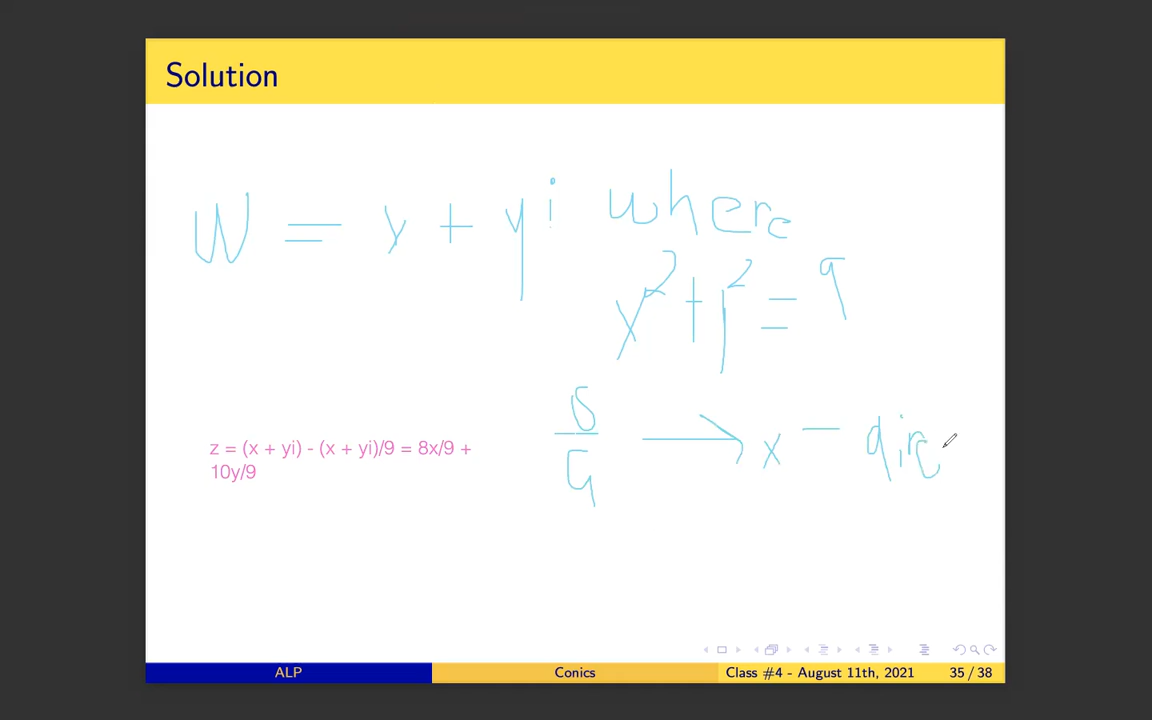 Solution
W = x + yi where
x² + y² = 9
z = (x + yi) - (x + yi)/9 = 8x/9 +
10y/9
8/9 → x - dire
ALP
Conics
Class #4 - August 11th, 2021
35 / 38